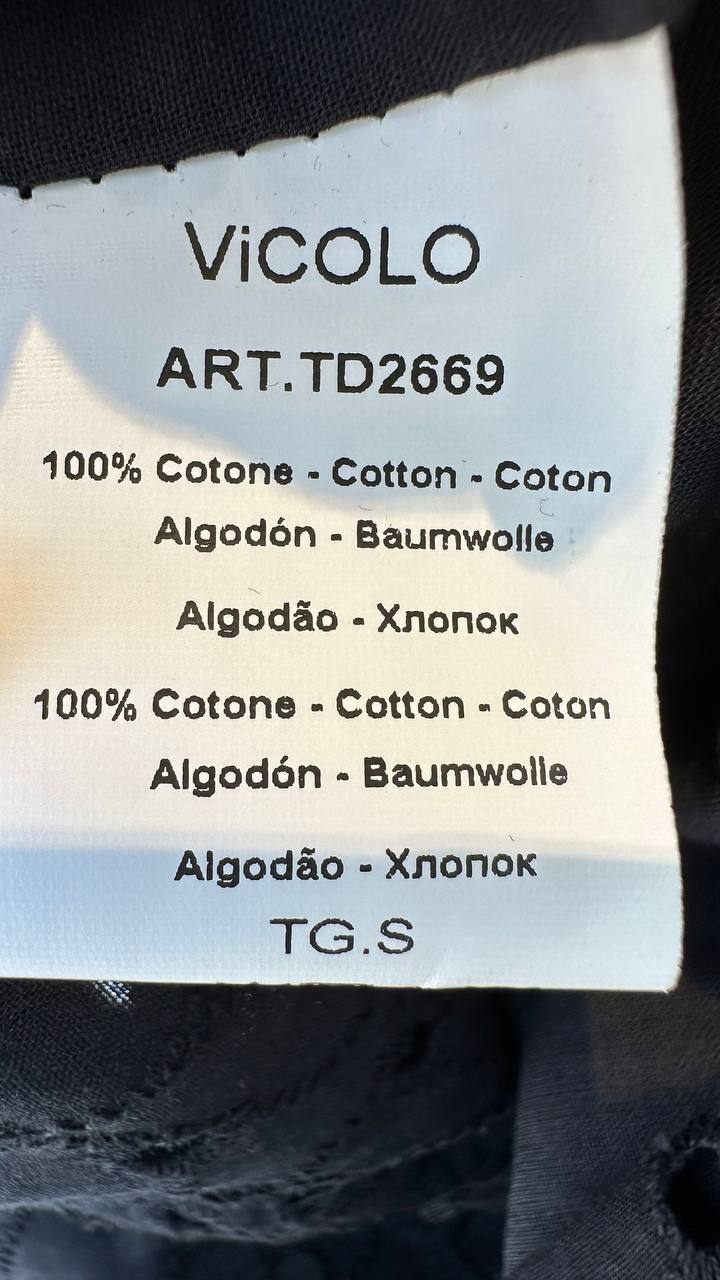 ViCOLO
ART.TD2669
100% Cotone - Cotton - Coton
Algodón - Baumwolle
Algodão - Хлопок
100% Cotone - Cotton - Coton
Algodón - Baumwolle
Algodão - Хлопок
TG.S